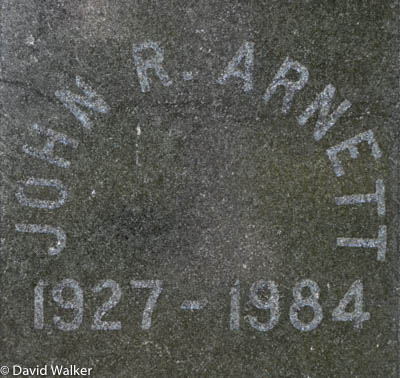 JOHN R. ARNETT
1927 - 1984
© David Walker